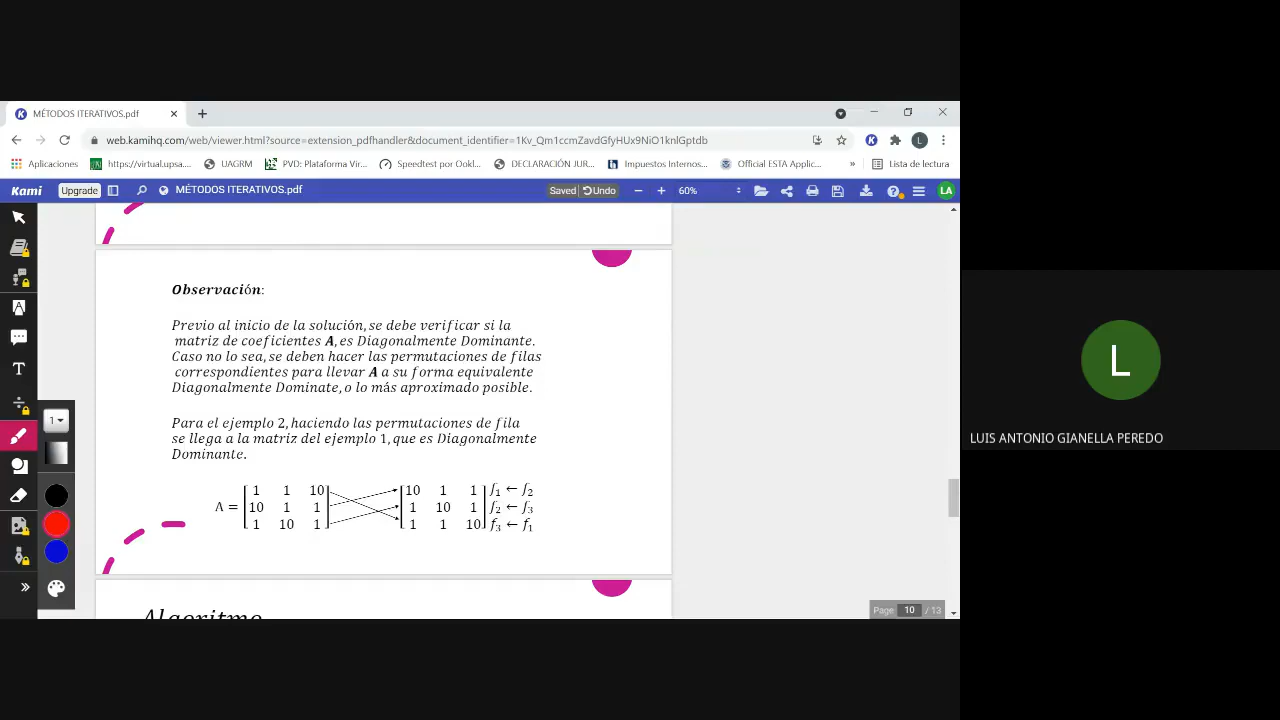 MÉTODOS ITERATIVOS.pdf
web.kamihq.com/web/viewer.html?source=extension_pdfhandler&document_identifier=1Kv_Qm1ccmZavdGfyHUx9NiO1knlGptdb
Aplicaciones https://virtual.upsa.... UAGRM PVD: Plataforma Vir... Speedtest por Ookl... DECLARACIÓN JUR... Impuestos Internos... Official ESTA Applic... » Lista de lectura
Kami Upgrade MÉTODOS ITERATIVOS.pdf Saved Undo 60%
Observación:
Previo al inicio de la solución, se debe verificar si la
matriz de coeficientes A, es Diagonalmente Dominante.
Caso no lo sea, se deben hacer las permutaciones de filas
correspondientes para llevar A a su forma equivalente
Diagonalmente Dominate, o lo más aproximado posible.
Para el ejemplo 2, haciendo las permutaciones de fila
se llega a la matriz del ejemplo 1, que es Diagonalmente
Dominante.
1 1 10 10 1 1 f₁ ← f₂
A = 10 1 1 1 10 1 f₂ ← f₃
1 10 1 1 1 10 f₃ ← f₁
Algoritmo
Page 10 / 13
1
L
LA
L
LUIS ANTONIO GIANELLA PEREDO